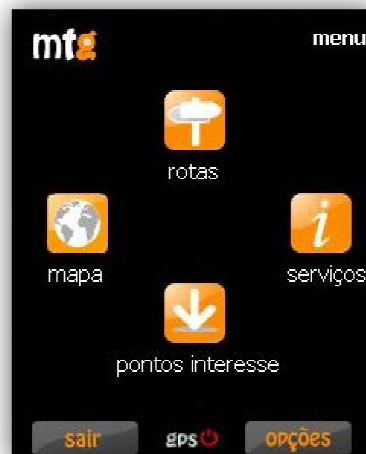 mtg menu
rotas
mapa serviços
pontos interesse
sair gps opções